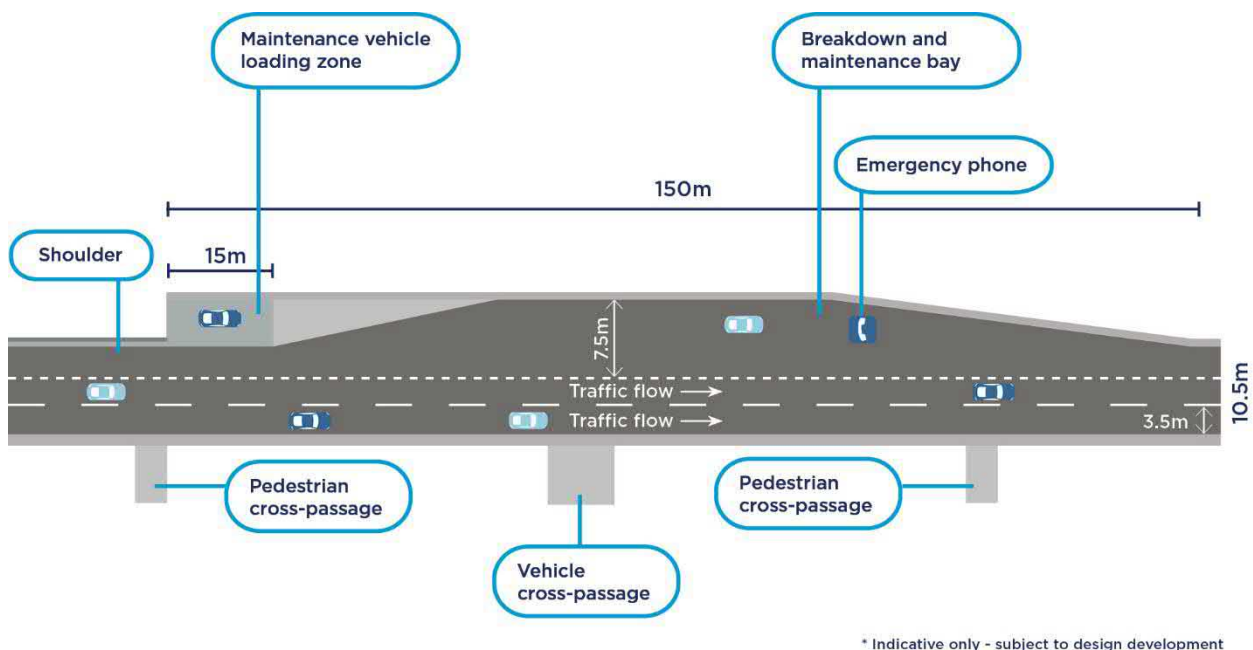 Maintenance vehicle
loading zone
Breakdown and
maintenance bay
Emergency phone
150m
Shoulder
15m
7.5m
Traffic flow
Traffic flow
3.5m
10.5m
Pedestrian
cross-passage
Pedestrian
cross-passage
Vehicle
cross-passage
* Indicative only - subject to design development